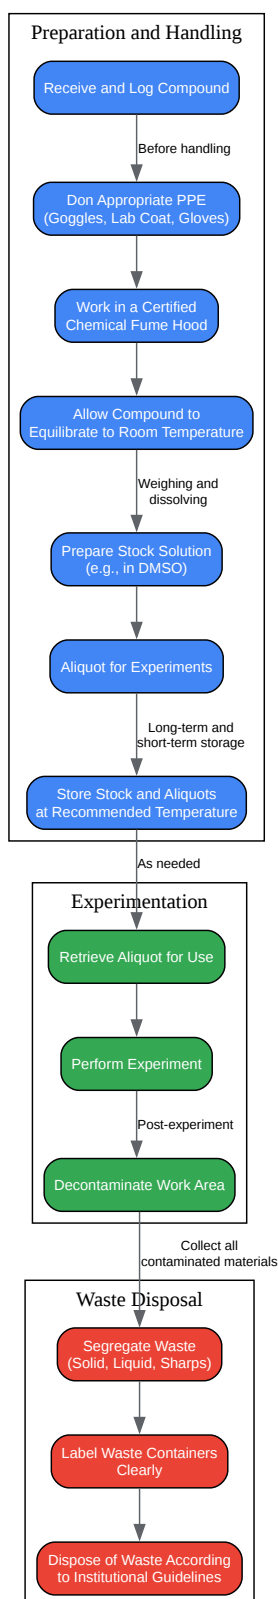 Preparation and Handling
Receive and Log Compound
Before handling
Don Appropriate PPE
(Goggles, Lab Coat, Gloves)
Work in a Certified
Chemical Fume Hood
Allow Compound to
Equilibrate to Room Temperature
Weighing and
dissolving
Prepare Stock Solution
(e.g., in DMSO)
Aliquot for Experiments
Long-term and
short-term storage
Store Stock and Aliquots
at Recommended Temperature
As needed
Experimentation
Retrieve Aliquot for Use
Perform Experiment
Post-experiment
Decontaminate Work Area
Collect all
contaminated materials
Waste Disposal
Segregate Waste
(Solid, Liquid, Sharps)
Label Waste Containers
Clearly
Dispose of Waste According
to Institutional Guidelines